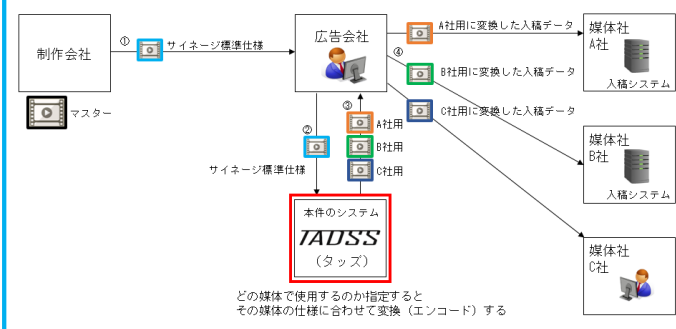 制作会社
マスター
①
サイネージ標準仕様
広告会社
②
サイネージ標準仕様
③
A社用
B社用
C社用
④
A社用に変換した入稿データ
B社用に変換した入稿データ
C社用に変換した入稿データ
媒体社
A社
入稿システム
媒体社
B社
入稿システム
媒体社
C社
本件のシステム
TADSS
(タッズ)
どの媒体で使用するのか指定すると
その媒体の仕様に合わせて変換（エンコード）する